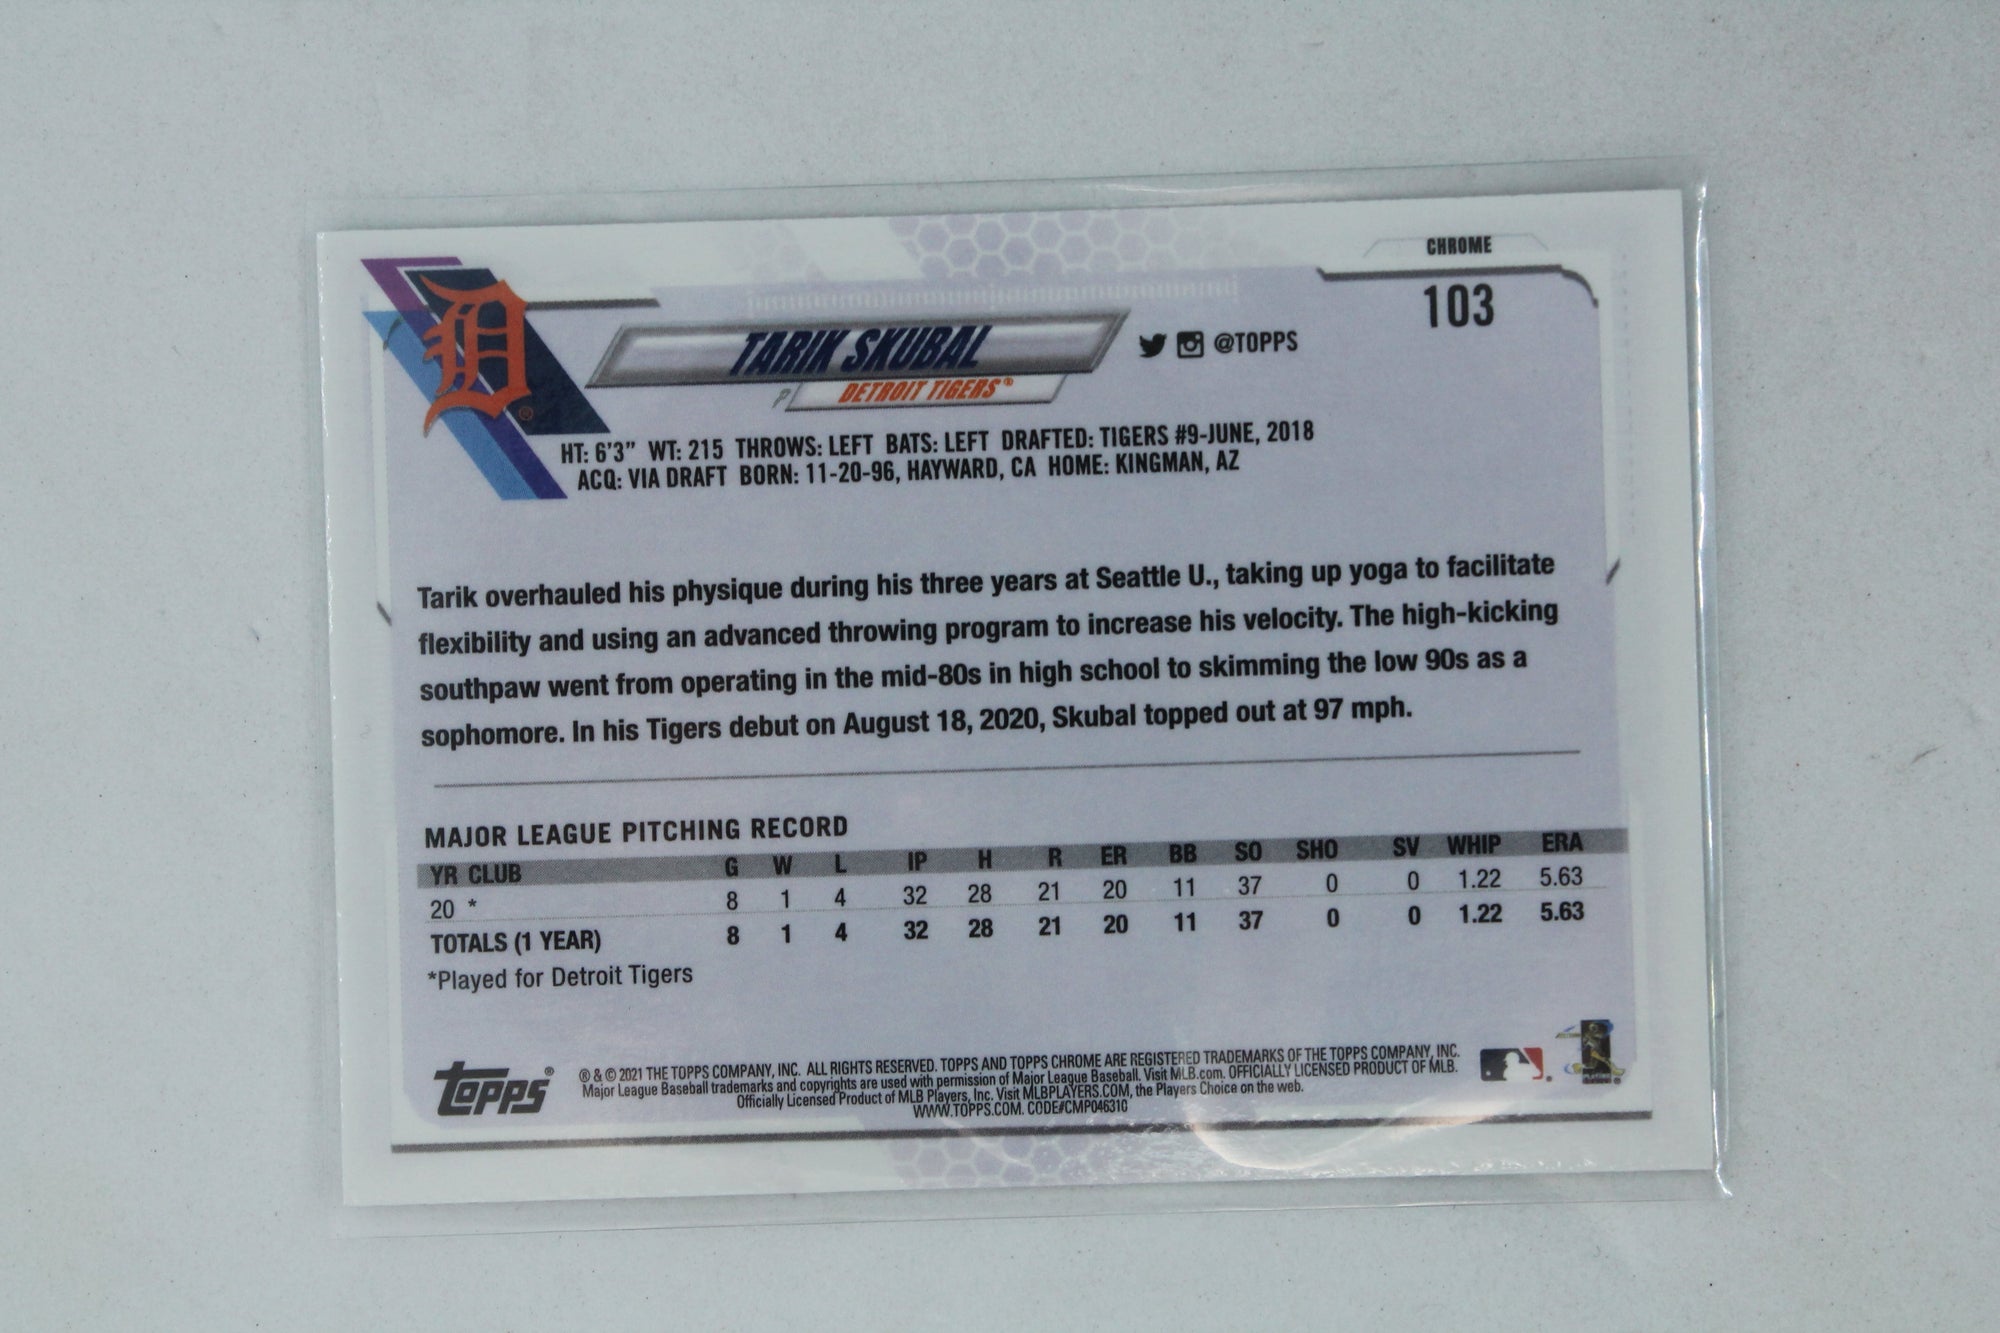 CHROME
103
D
TARIK SKUBAL
@TOPPS
P DETROIT TIGERS®
HT: 6'3" WT: 215 THROWS: LEFT BATS: LEFT DRAFTED: TIGERS #9-JUNE, 2018
ACQ: VIA DRAFT BORN: 11-20-96, HAYWARD, CA HOME: KINGMAN, AZ
Tarik overhauled his physique during his three years at Seattle U., taking up yoga to facilitate
flexibility and using an advanced throwing program to increase his velocity. The high-kicking
southpaw went from operating in the mid-80s in high school to skimming the low 90s as a
sophomore. In his Tigers debut on August 18, 2020, Skubal topped out at 97 mph.
MAJOR LEAGUE PITCHING RECORD
YR CLUB G W L IP H R ER BB SO SHO SV WHIP ERA
20 * 8 1 4 32 28 21 20 11 37 0 0 1.22 5.63
TOTALS (1 YEAR) 8 1 4 32 28 21 20 11 37 0 0 1.22 5.63
*Played for Detroit Tigers
TOPPS®
® & © 2021 THE TOPPS COMPANY, INC. ALL RIGHTS RESERVED. TOPPS AND TOPPS CHROME ARE REGISTERED TRADEMARKS OF THE TOPPS COMPANY, INC.
Major League Baseball trademarks and copyrights are used with permission of Major League Baseball. Visit MLB.com. OFFICIALLY LICENSED PRODUCT OF MLB.
Officially Licensed Product of MLB Players, Inc. Visit MLBPLAYERS.COM, the Players Choice on the web.
WWW.TOPPS.COM. CODE#CMP046310